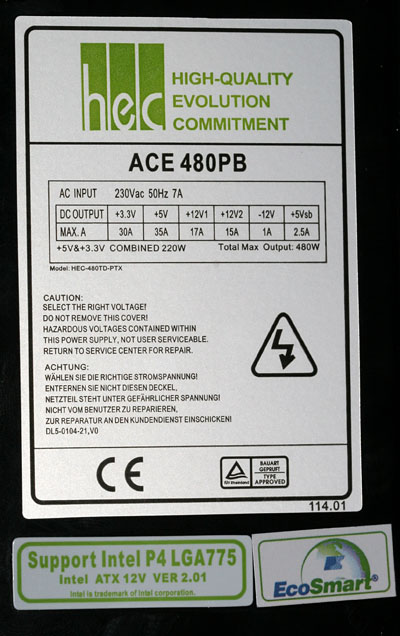 hec
HIGH-QUALITY
EVOLUTION
COMMITMENT
ACE 480PB
AC INPUT 230Vac 50Hz 7A
DC OUTPUT +3.3V +5V +12V1 +12V2 -12V +5Vsb
MAX. A 30A 35A 17A 15A 1A 2.5A
+5V&+3.3V COMBINED 220W Total Max Output: 480W
Model: HEC-480TD-PTX
CAUTION:
SELECT THE RIGHT VOLTAGE!
DO NOT REMOVE THIS COVER!
HAZARDOUS VOLTAGES CONTAINED WITHIN
THIS POWER SUPPLY, NOT USER SERVICEABLE.
RETURN TO SERVICE CENTER FOR REPAIR.
ACHTUNG:
WÄHLEN SIE DIE RICHTIGE STROMSPANNUNG!
ENTFERNEN SIE NICHT DIESEN DECKEL,
NETZTEIL STEHT UNTER GEFÄHRLICHER SPANNUNG!
NICHT VOM BENUTZER ZU REPARIEREN,
ZUR REPARATUR AN DEN KUNDENDIENST EINSCHICKEN!
DL5-0104-21,V0
CE
TÜV Rheinland
BAUART
GEPRUFT
TYPE
APPROVED
114.01
Support Intel P4 LGA775
Intel ATX 12V VER 2.01
Intel is trademark of Intel corporation.
EcoSmart®